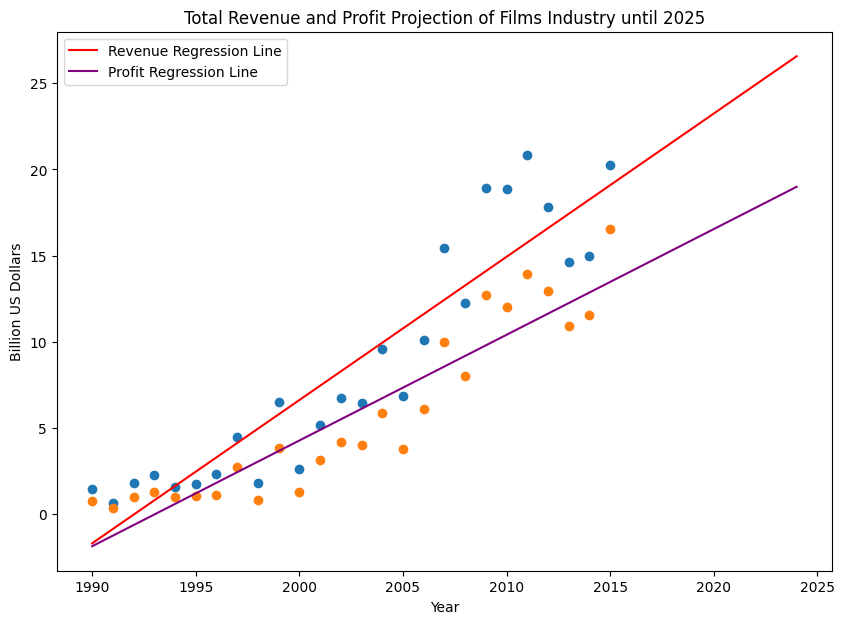 Total Revenue and Profit Projection of Films Industry until 2025
Revenue Regression Line
Profit Regression Line
Billion US Dollars
25
20
15
10
5
0
1990 1995 2000 2005 2010 2015 2020 2025
Year